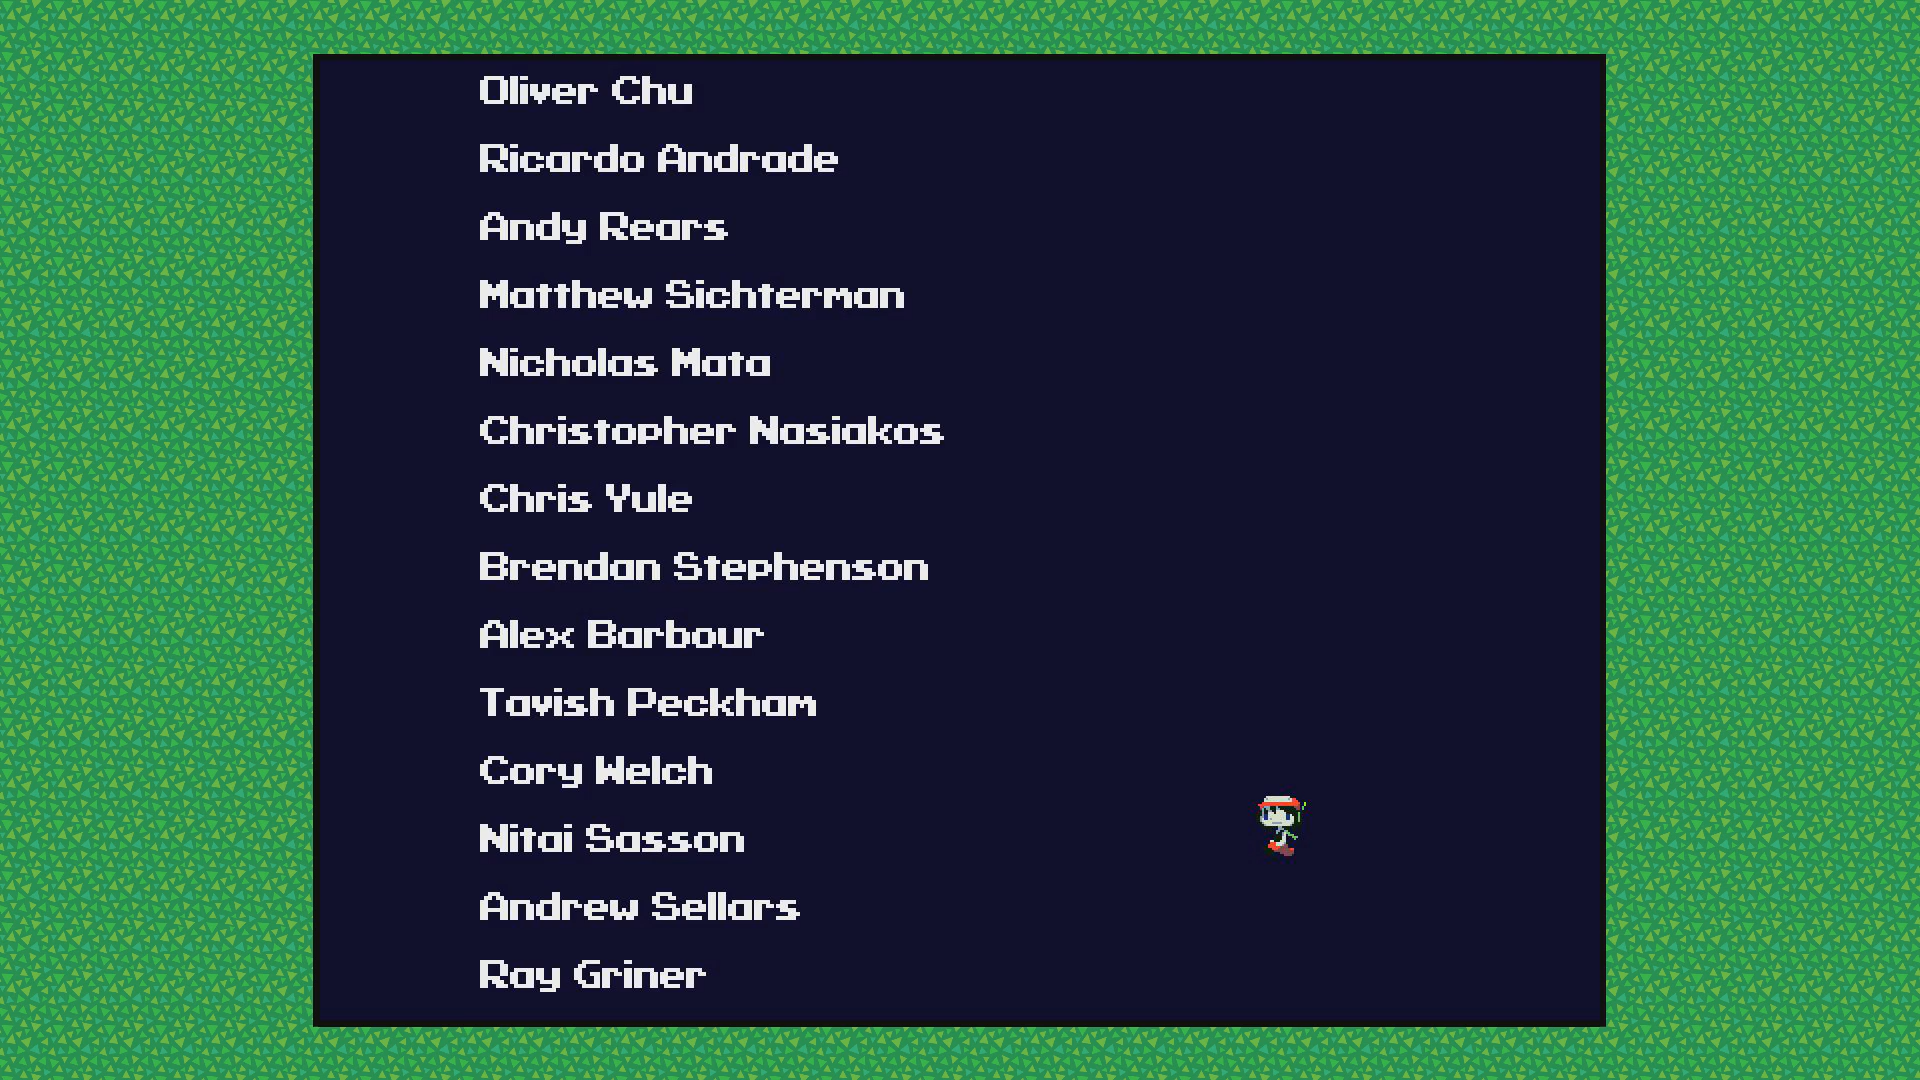 Oliver Chu
Ricardo Andrade
Andy Rears
Matthew Sichterman
Nicholas Mata
Christopher Nasiakos
Chris Yule
Brendan Stephenson
Alex Barbour
Tavish Peckham
Cory Welch
Nitai Sasson
Andrew Sellars
Ray Griner